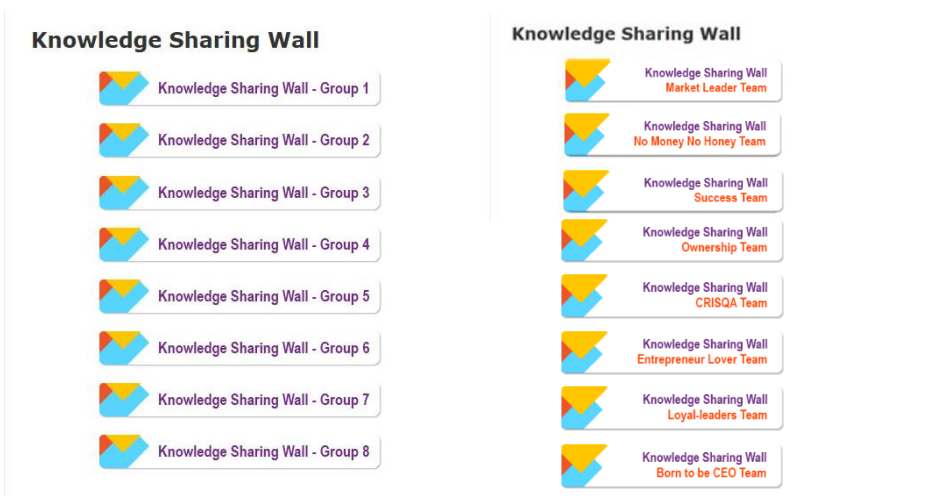 Knowledge Sharing Wall
Knowledge Sharing Wall - Group 1
Knowledge Sharing Wall - Group 2
Knowledge Sharing Wall - Group 3
Knowledge Sharing Wall - Group 4
Knowledge Sharing Wall - Group 5
Knowledge Sharing Wall - Group 6
Knowledge Sharing Wall - Group 7
Knowledge Sharing Wall - Group 8
Knowledge Sharing Wall
Knowledge Sharing Wall
Market Leader Team
Knowledge Sharing Wall
No Money No Honey Team
Knowledge Sharing Wall
Success Team
Knowledge Sharing Wall
Ownership Team
Knowledge Sharing Wall
CRISQA Team
Knowledge Sharing Wall
Entrepreneur Lover Team
Knowledge Sharing Wall
Loyal-leaders Team
Knowledge Sharing Wall
Born to be CEO Team